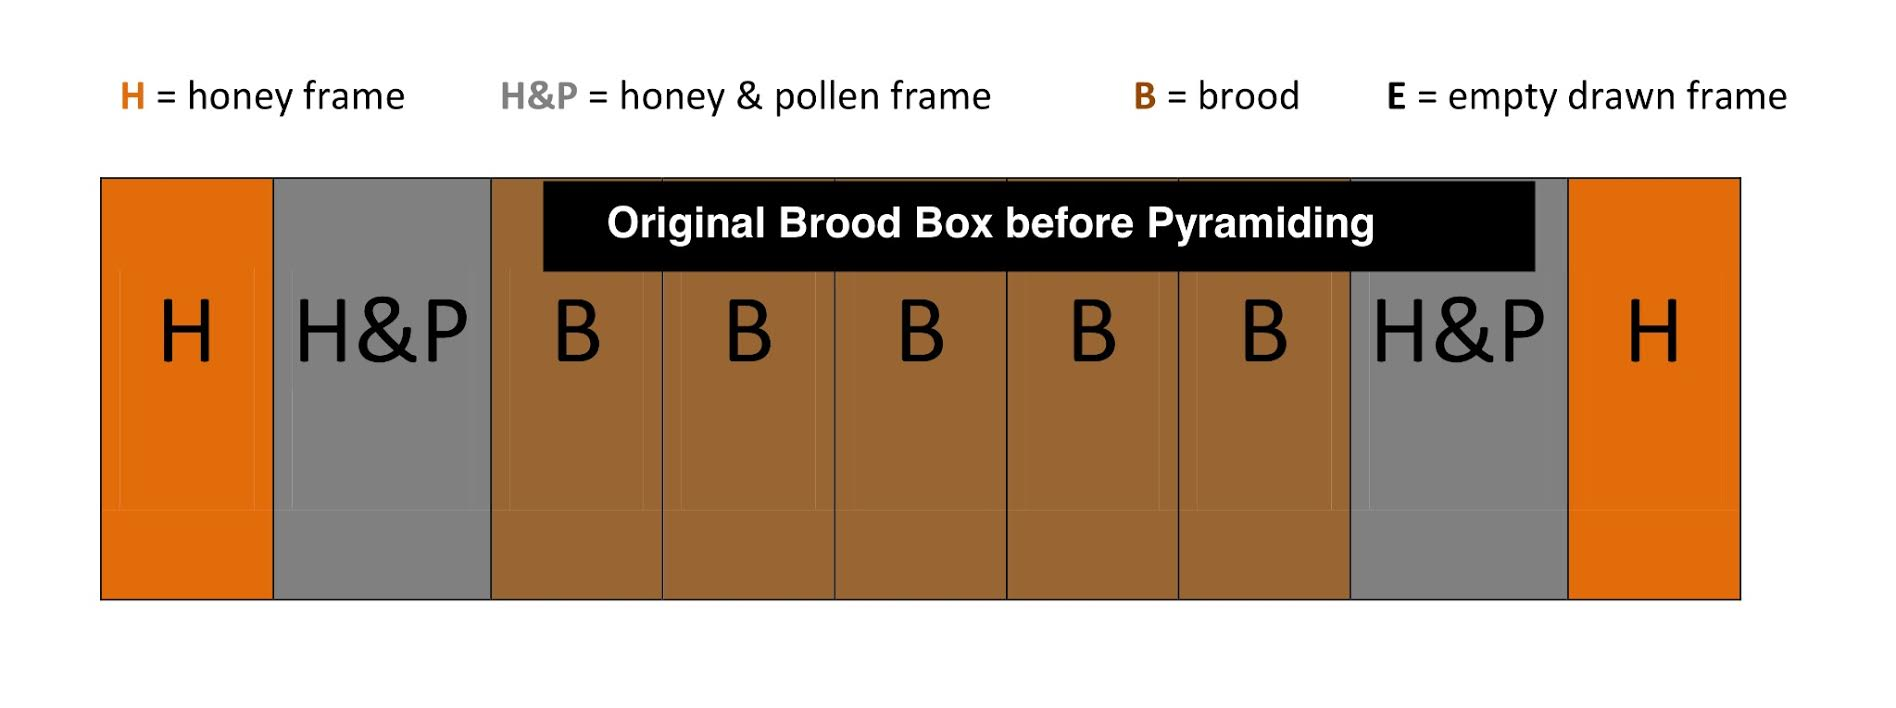 H = honey frame H&P = honey & pollen frame B = brood E = empty drawn frame
Original Brood Box before Pyramiding
H H&P B B B B B H&P H